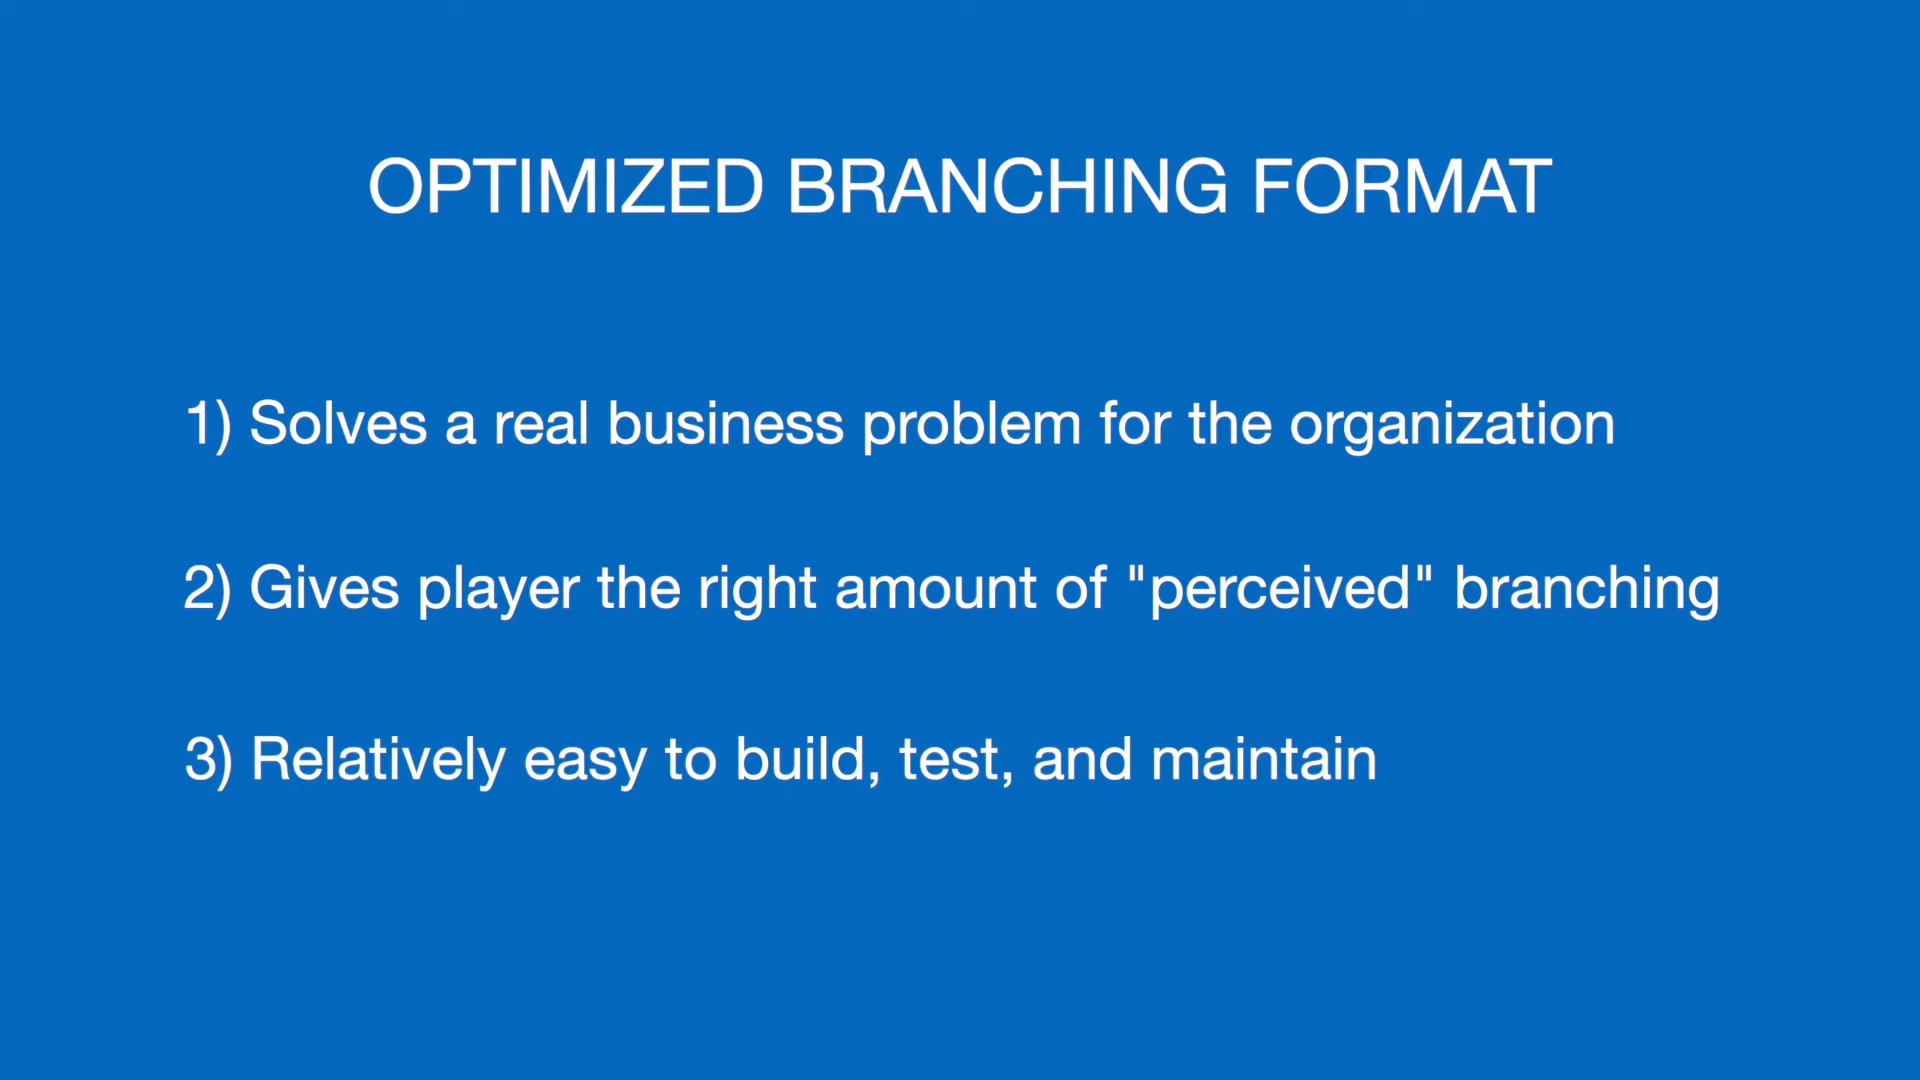 OPTIMIZED BRANCHING FORMAT
1) Solves a real business problem for the organization
2) Gives player the right amount of "perceived" branching
3) Relatively easy to build, test, and maintain